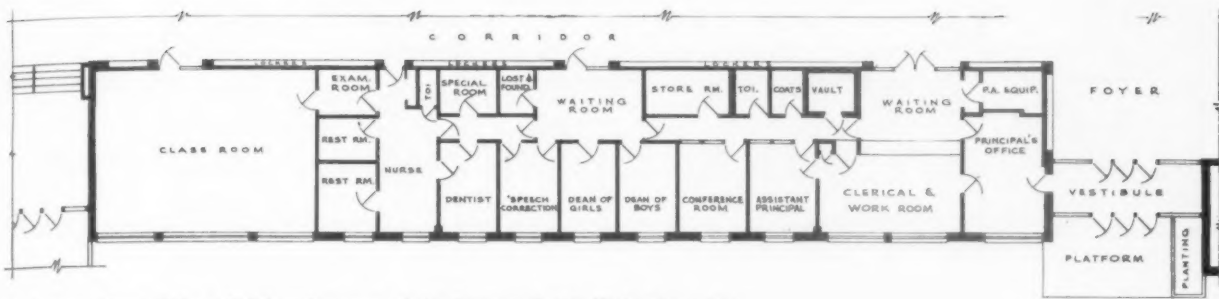 CORRIDOR
LOCKERS
LOCKERS
LOCKERS
EXAM.
ROOM
TOI.
SPECIAL
ROOM
LOST &
FOUND
WAITING
ROOM
STORE RM.
TOI.
COATS
VAULT
WAITING
ROOM
P.A. EQUIP.
FOYER
CLASS ROOM
REST RM.
REST RM.
NURSE
DENTIST
SPEECH
CORRECTION
DEAN OF
GIRLS
DEAN OF
BOYS
CONFERENCE
ROOM
ASSISTANT
PRINCIPAL
CLERICAL &
WORK ROOM
PRINCIPAL'S
OFFICE
VESTIBULE
PLATFORM
PLANTING